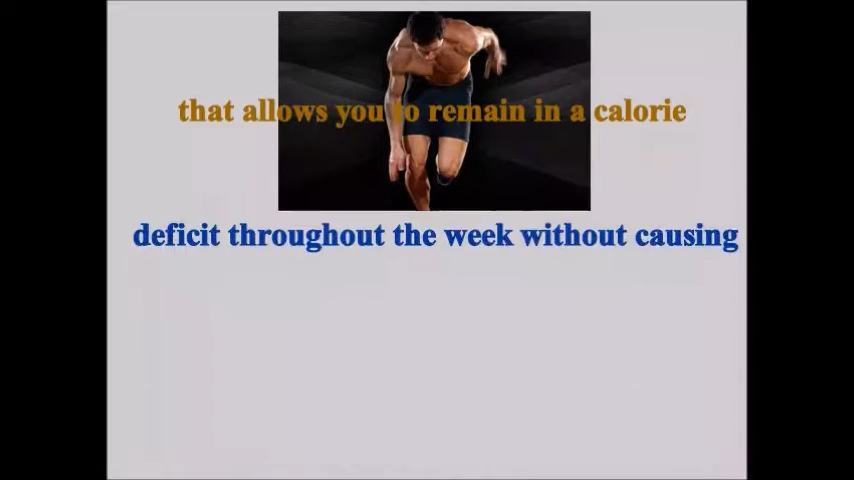 that allows you to remain in a calorie
deficit throughout the week without causing